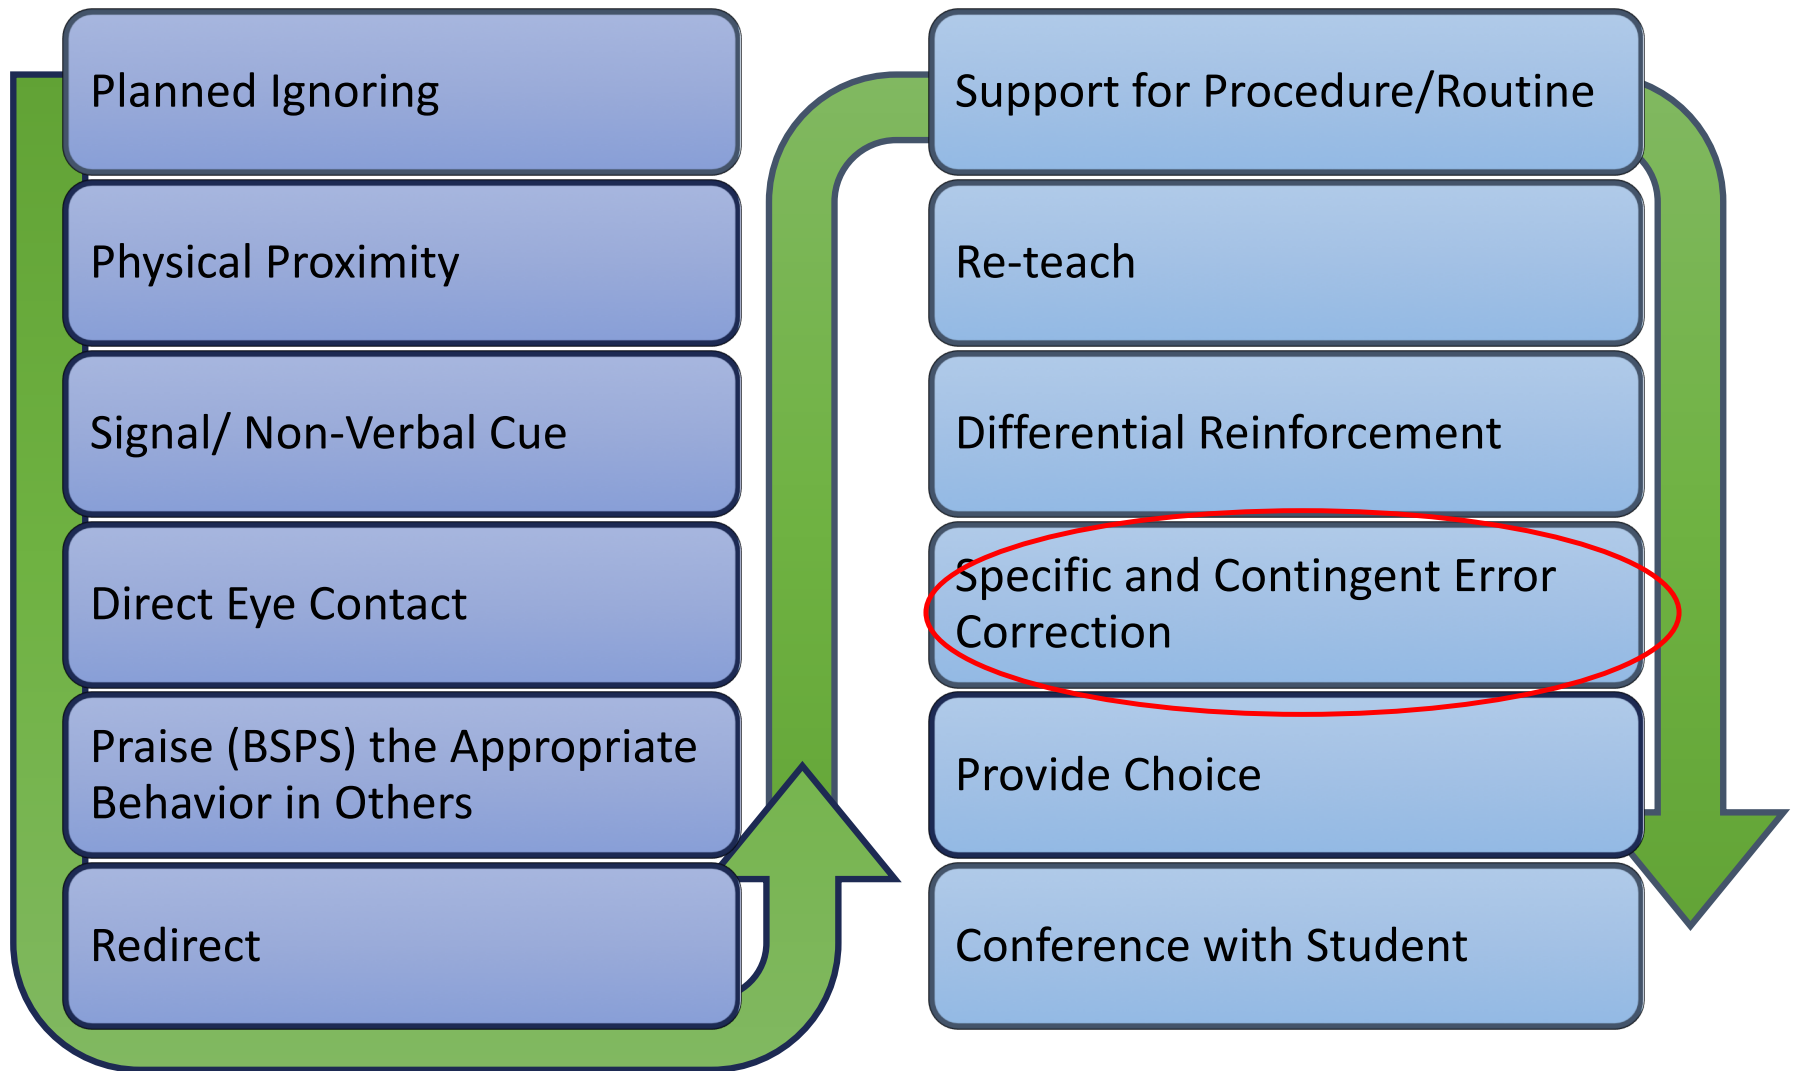 Planned Ignoring
Physical Proximity
Signal/ Non-Verbal Cue
Direct Eye Contact
Praise (BSPS) the Appropriate
Behavior in Others
Redirect
Support for Procedure/Routine
Re-teach
Differential Reinforcement
Specific and Contingent Error
Correction
Provide Choice
Conference with Student